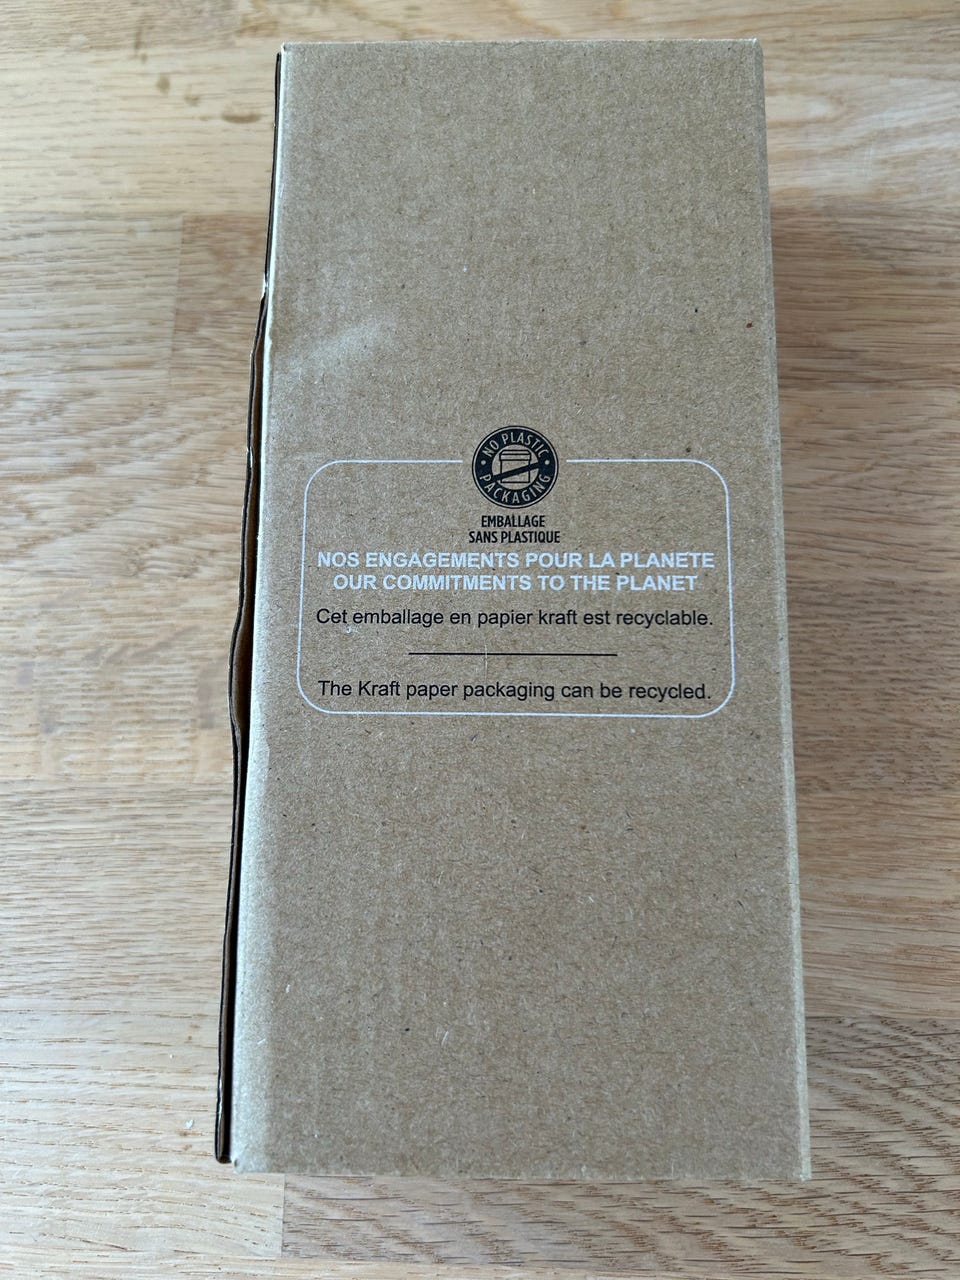 NO PLASTIC
PACKAGING
EMBALLAGE
SANS PLASTIQUE
NOS ENGAGEMENTS POUR LA PLANETE
OUR COMMITMENTS TO THE PLANET
Cet emballage en papier kraft est recyclable.
The Kraft paper packaging can be recycled.